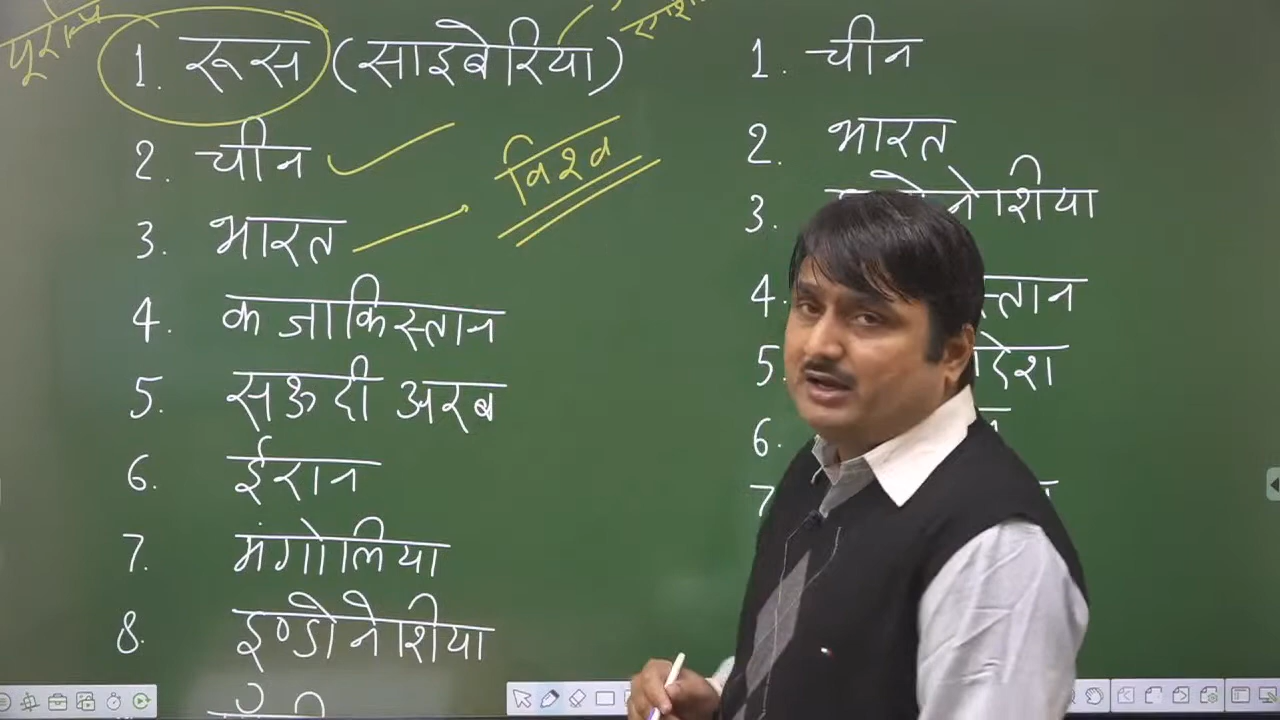 1. रूस (साइबेरिया)
2. चीन
विश्व
3. भारत
4. कजाकिस्तान
5. सऊदी अरब
6. ईरान
7. मंगोलिया
8. इण्डोनेशिया
1. चीन
2. भारत
3.
4.
5.
6.
7